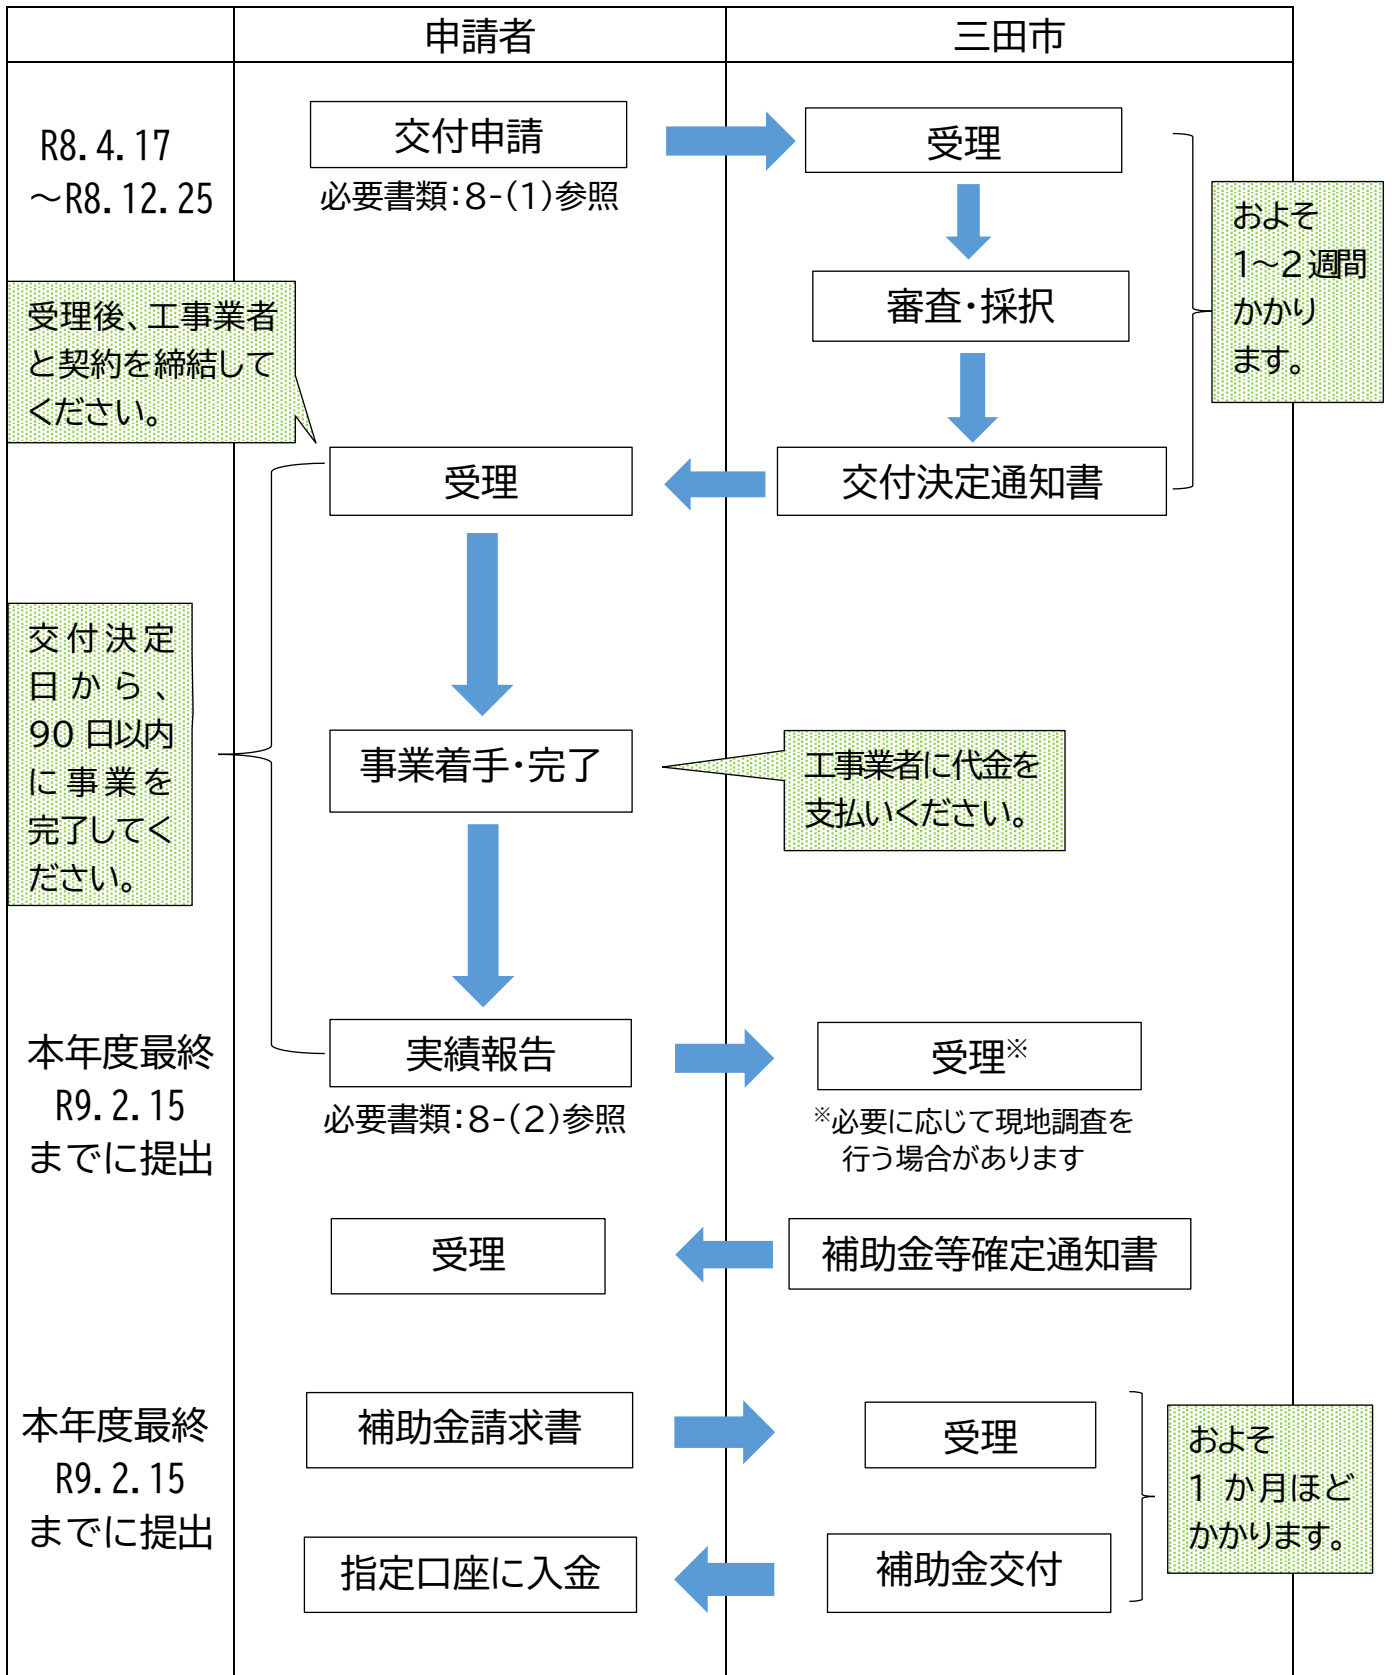 申請者
三田市
R8.4.17
～R8.12.25
交付申請
必要書類：8-(1)参照
受理
審査・採択
およそ
1～2週間
かかり
ます。
受理後、工事業者
と契約を締結して
ください。
受理
交付決定通知書
交付決定
日から、
90日以内
に事業を
完了してく
ださい。
事業着手・完了
工事業者に代金を
支払いください。
本年度最終
R9.2.15
までに提出
実績報告
必要書類：8-(2)参照
受理※
※必要に応じて現地調査を
行う場合があります
受理
補助金等確定通知書
本年度最終
R9.2.15
までに提出
補助金請求書
受理
およそ
1 か月ほど
かかります。
指定口座に入金
補助金交付